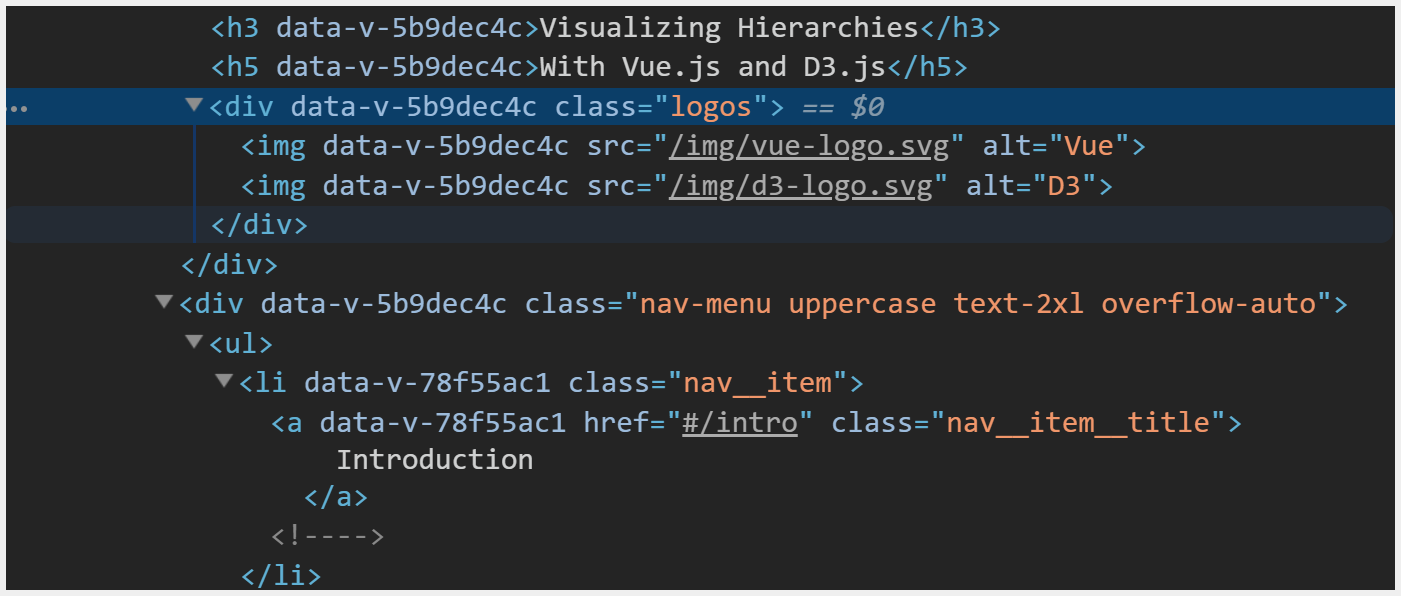 <h3 data-v-5b9dec4c>Visualizing Hierarchies</h3>
<h5 data-v-5b9dec4c>With Vue.js and D3.js</h5>
<div data-v-5b9dec4c class="logos"> == $0
<img data-v-5b9dec4c src="/img/vue-logo.svg" alt="Vue">
<img data-v-5b9dec4c src="/img/d3-logo.svg" alt="D3">
</div>
</div>
<div data-v-5b9dec4c class="nav-menu uppercase text-2xl overflow-auto">
<ul>
<li data-v-78f55ac1 class="nav__item">
<a data-v-78f55ac1 href="#/intro" class="nav__item__title">
Introduction
</a>
<!---->
</li>